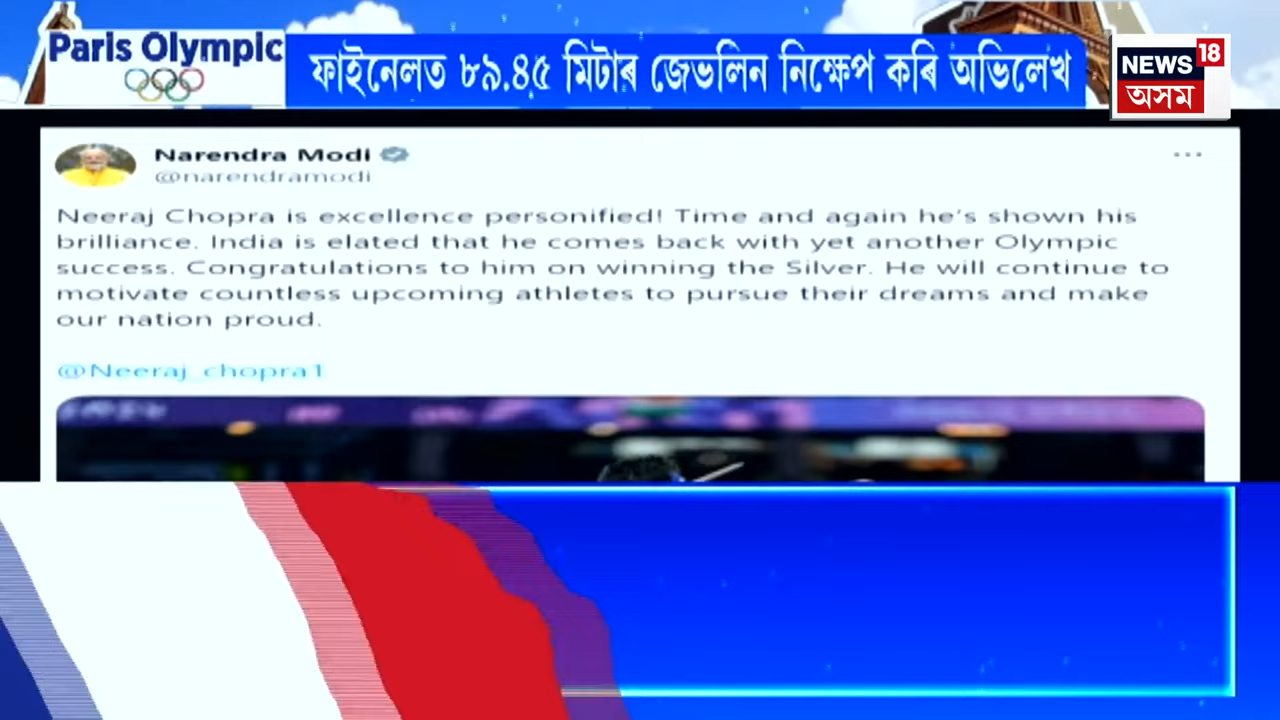 Paris Olympic
ফাইনেলত ৮৯.৪৫ মিটাৰ জেভলিন নিক্ষেপ কৰি অভিলেখ
NEWS 18
অসম
Narendra Modi
@narendramodi
Neeraj Chopra is excellence personified! Time and again he's shown his
brilliance. India is elated that he comes back with yet another Olympic
success. Congratulations to him on winning the Silver. He will continue to
motivate countless upcoming athletes to pursue their dreams and make
our nation proud.
@Neeraj_chopra1